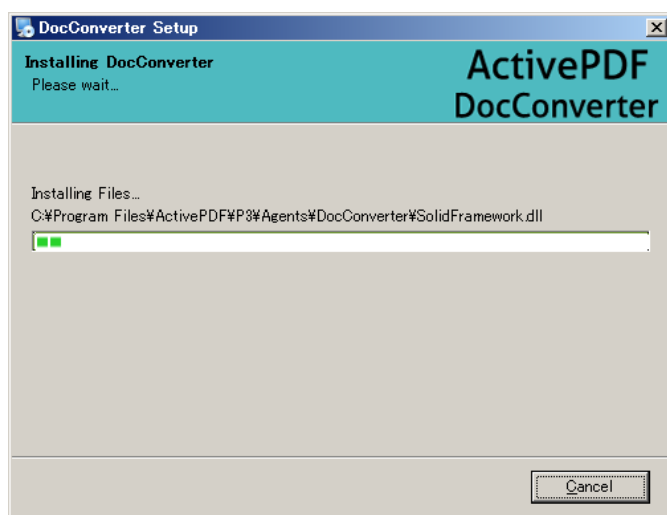 DocConverter Setup
Installing DocConverter
Please wait...
ActivePDF
DocConverter
Installing Files...
C:¥Program Files¥ActivePDF¥P3¥Agents¥DocConverter¥SolidFramework.dll
Cancel